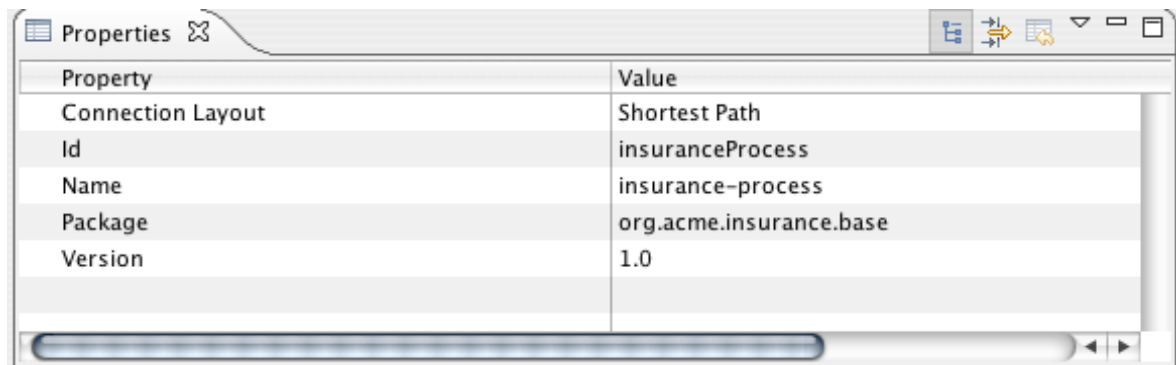 Properties
Property Value
Connection Layout Shortest Path
Id insuranceProcess
Name insurance-process
Package org.acme.insurance.base
Version 1.0